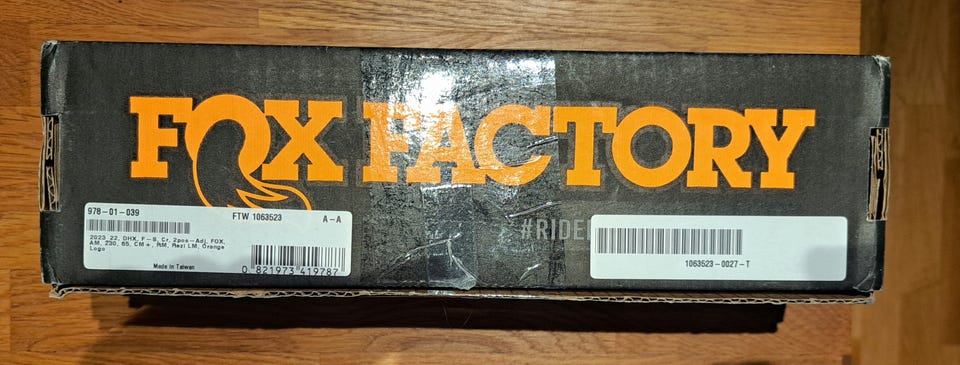 FOX FACTORY
#RIDE
978-01-039 FTW 1063523 A-A
2023 22, DHX, F-S, Cr, 2pos-Adj, FOX,
AM, 230, 65, CM +, RM, Rezi LM, Orange
Logo
Made in Taiwan
0 821973 419787
1063523-0027-T